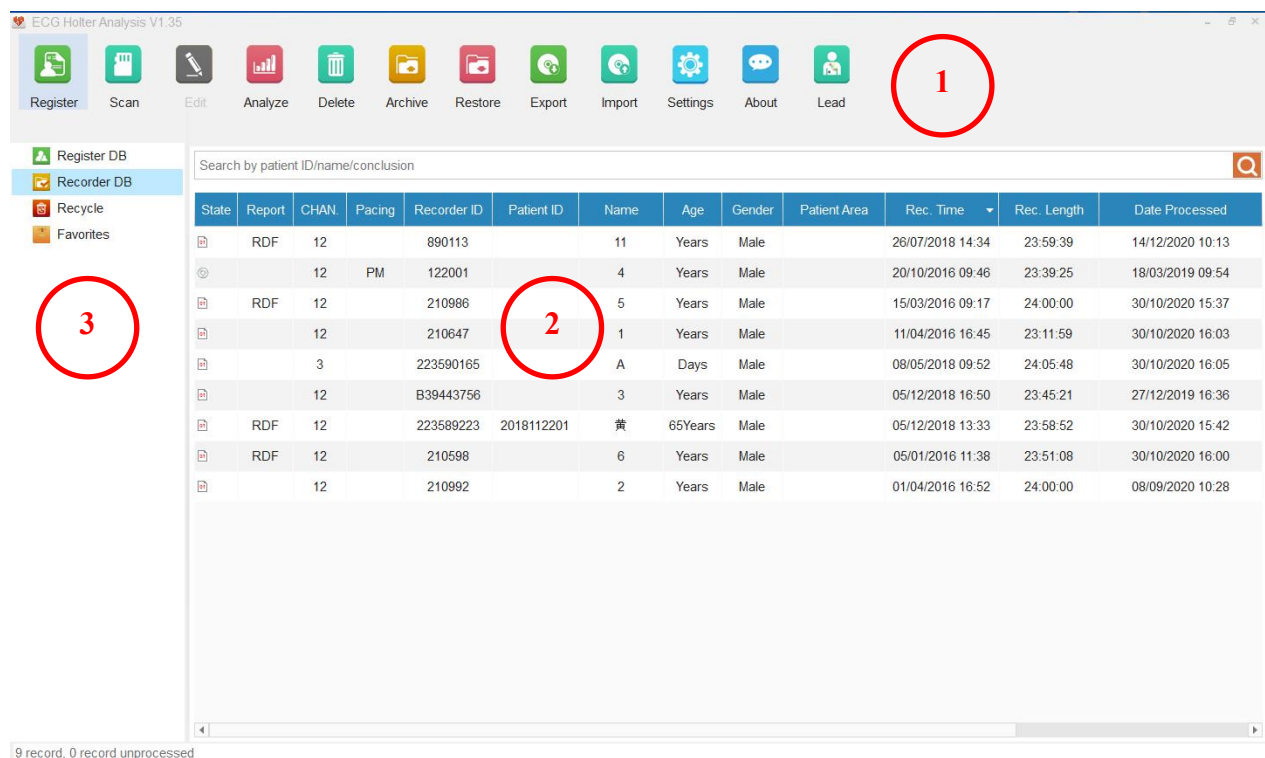 ECG Holter Analysis V1.35
Register Scan Edit Analyze Delete Archive Restore Export Import Settings About Lead
1
Register DB
Recorder DB
Recycle
Favorites
3
Search by patient ID/name/conclusion
State Report CHAN. Pacing Recorder ID Patient ID Name Age Gender Patient Area Rec. Time Rec. Length Date Processed
RDF 12 890113 11 Years Male 26/07/2018 14:34 23:59:39 14/12/2020 10:13
12 PM 122001 4 Years Male 20/10/2016 09:46 23:39:25 18/03/2019 09:54
RDF 12 210986 5 Years Male 15/03/2016 09:17 24:00:00 30/10/2020 15:37
2
12 210647 1 Years Male 11/04/2016 16:45 23:11:59 30/10/2020 16:03
3 223590165 A Days Male 08/05/2018 09:52 24:05:48 30/10/2020 16:05
12 B39443756 3 Years Male 05/12/2018 16:50 23:45:21 27/12/2019 16:36
RDF 12 223589223 2018112201 黄 65Years Male 05/12/2018 13:33 23:58:52 30/10/2020 15:42
RDF 12 210598 6 Years Male 05/01/2016 11:38 23:51:08 30/10/2020 16:00
12 210992 2 Years Male 01/04/2016 16:52 24:00:00 08/09/2020 10:28
9 record, 0 record unprocessed